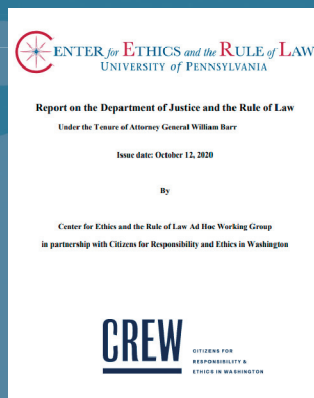 CENTER for ETHICS and the RULE of LAW
UNIVERSITY of PENNSYLVANIA
Report on the Department of Justice and the Rule of Law
Under the Tenure of Attorney General William Barr
Issue date: October 12, 2020
By
Center for Ethics and the Rule of Law Ad Hoc Working Group
in partnership with Citizens for Responsibility and Ethics in Washington
CREW
CITIZENS FOR
RESPONSIBILITY &
ETHICS IN WASHINGTON